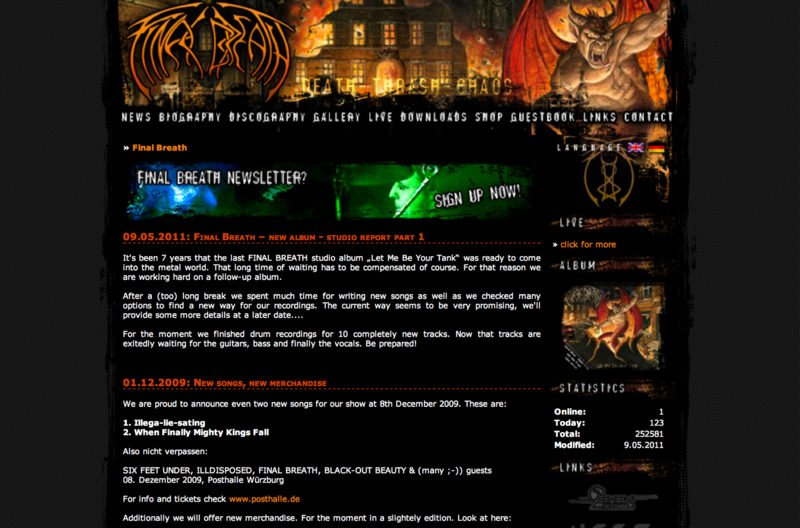 FINAL BREATH
DEATH-THRASH-CHAOS
NEWS BIOGRAPHY DISCOGRAPHY GALLERY LIVE DOWNLOADS SHOP GUESTBOOK LINKS CONTACT
» Final Breath
LANGUAGE
FINAL BREATH NEWSLETTER?
SIGN UP NOW!
LIVE
» click for more
ALBUM
09.05.2011: Final Breath – new album - studio report part 1
It's been 7 years that the last FINAL BREATH studio album „Let Me Be Your Tank“ was ready to come
into the metal world. That long time of waiting has to be compensated of course. For that reason we
are working hard on a follow-up album.
After a (too) long break we spent much time for writing new songs as well as we checked many
options to find a new way for our recordings. The current way seems to be very promising, we'll
provide some more details at a later date....
For the moment we finished drum recordings for 10 completely new tracks. Now that tracks are
exitedly waiting for the guitars, bass and finally the vocals. Be prepared!
01.12.2009: New songs, new merchandise
We are proud to announce even two new songs for our show at 8th December 2009. These are:
1. Illega-lie-sating
2. When Finally Mighty Kings Fall
Also nicht verpassen:
SIX FEET UNDER, ILLDISPOSED, FINAL BREATH, BLACK-OUT BEAUTY & (many ;-)) guests
08. Dezember 2009, Posthalle Würzburg
For info and tickets check www.posthalle.de
Additionally we will offer new merchandise. For the moment in a slightely edition. Look at here:
STATISTICS
Online: 1
Today: 123
Total: 252581
Modified: 9.05.2011
LINKS